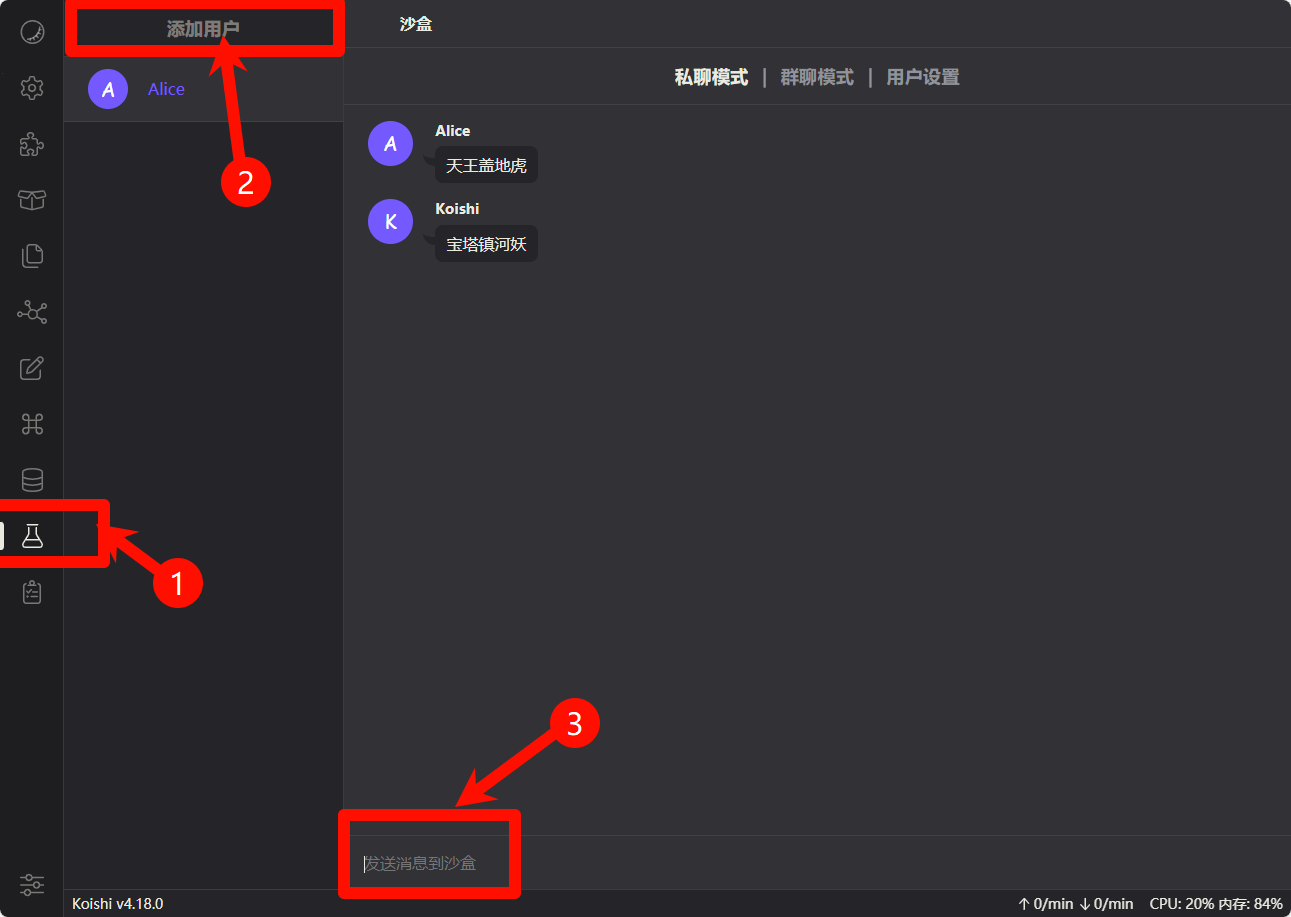 添加用户
沙盒
私聊模式 | 群聊模式 | 用户设置
A Alice
2
A Alice
天王盖地虎
K Koishi
宝塔镇河妖
1
3
发送消息到沙盒
Koishi v4.18.0
↑ 0/min ↓ 0/min CPU: 20% 内存: 84%